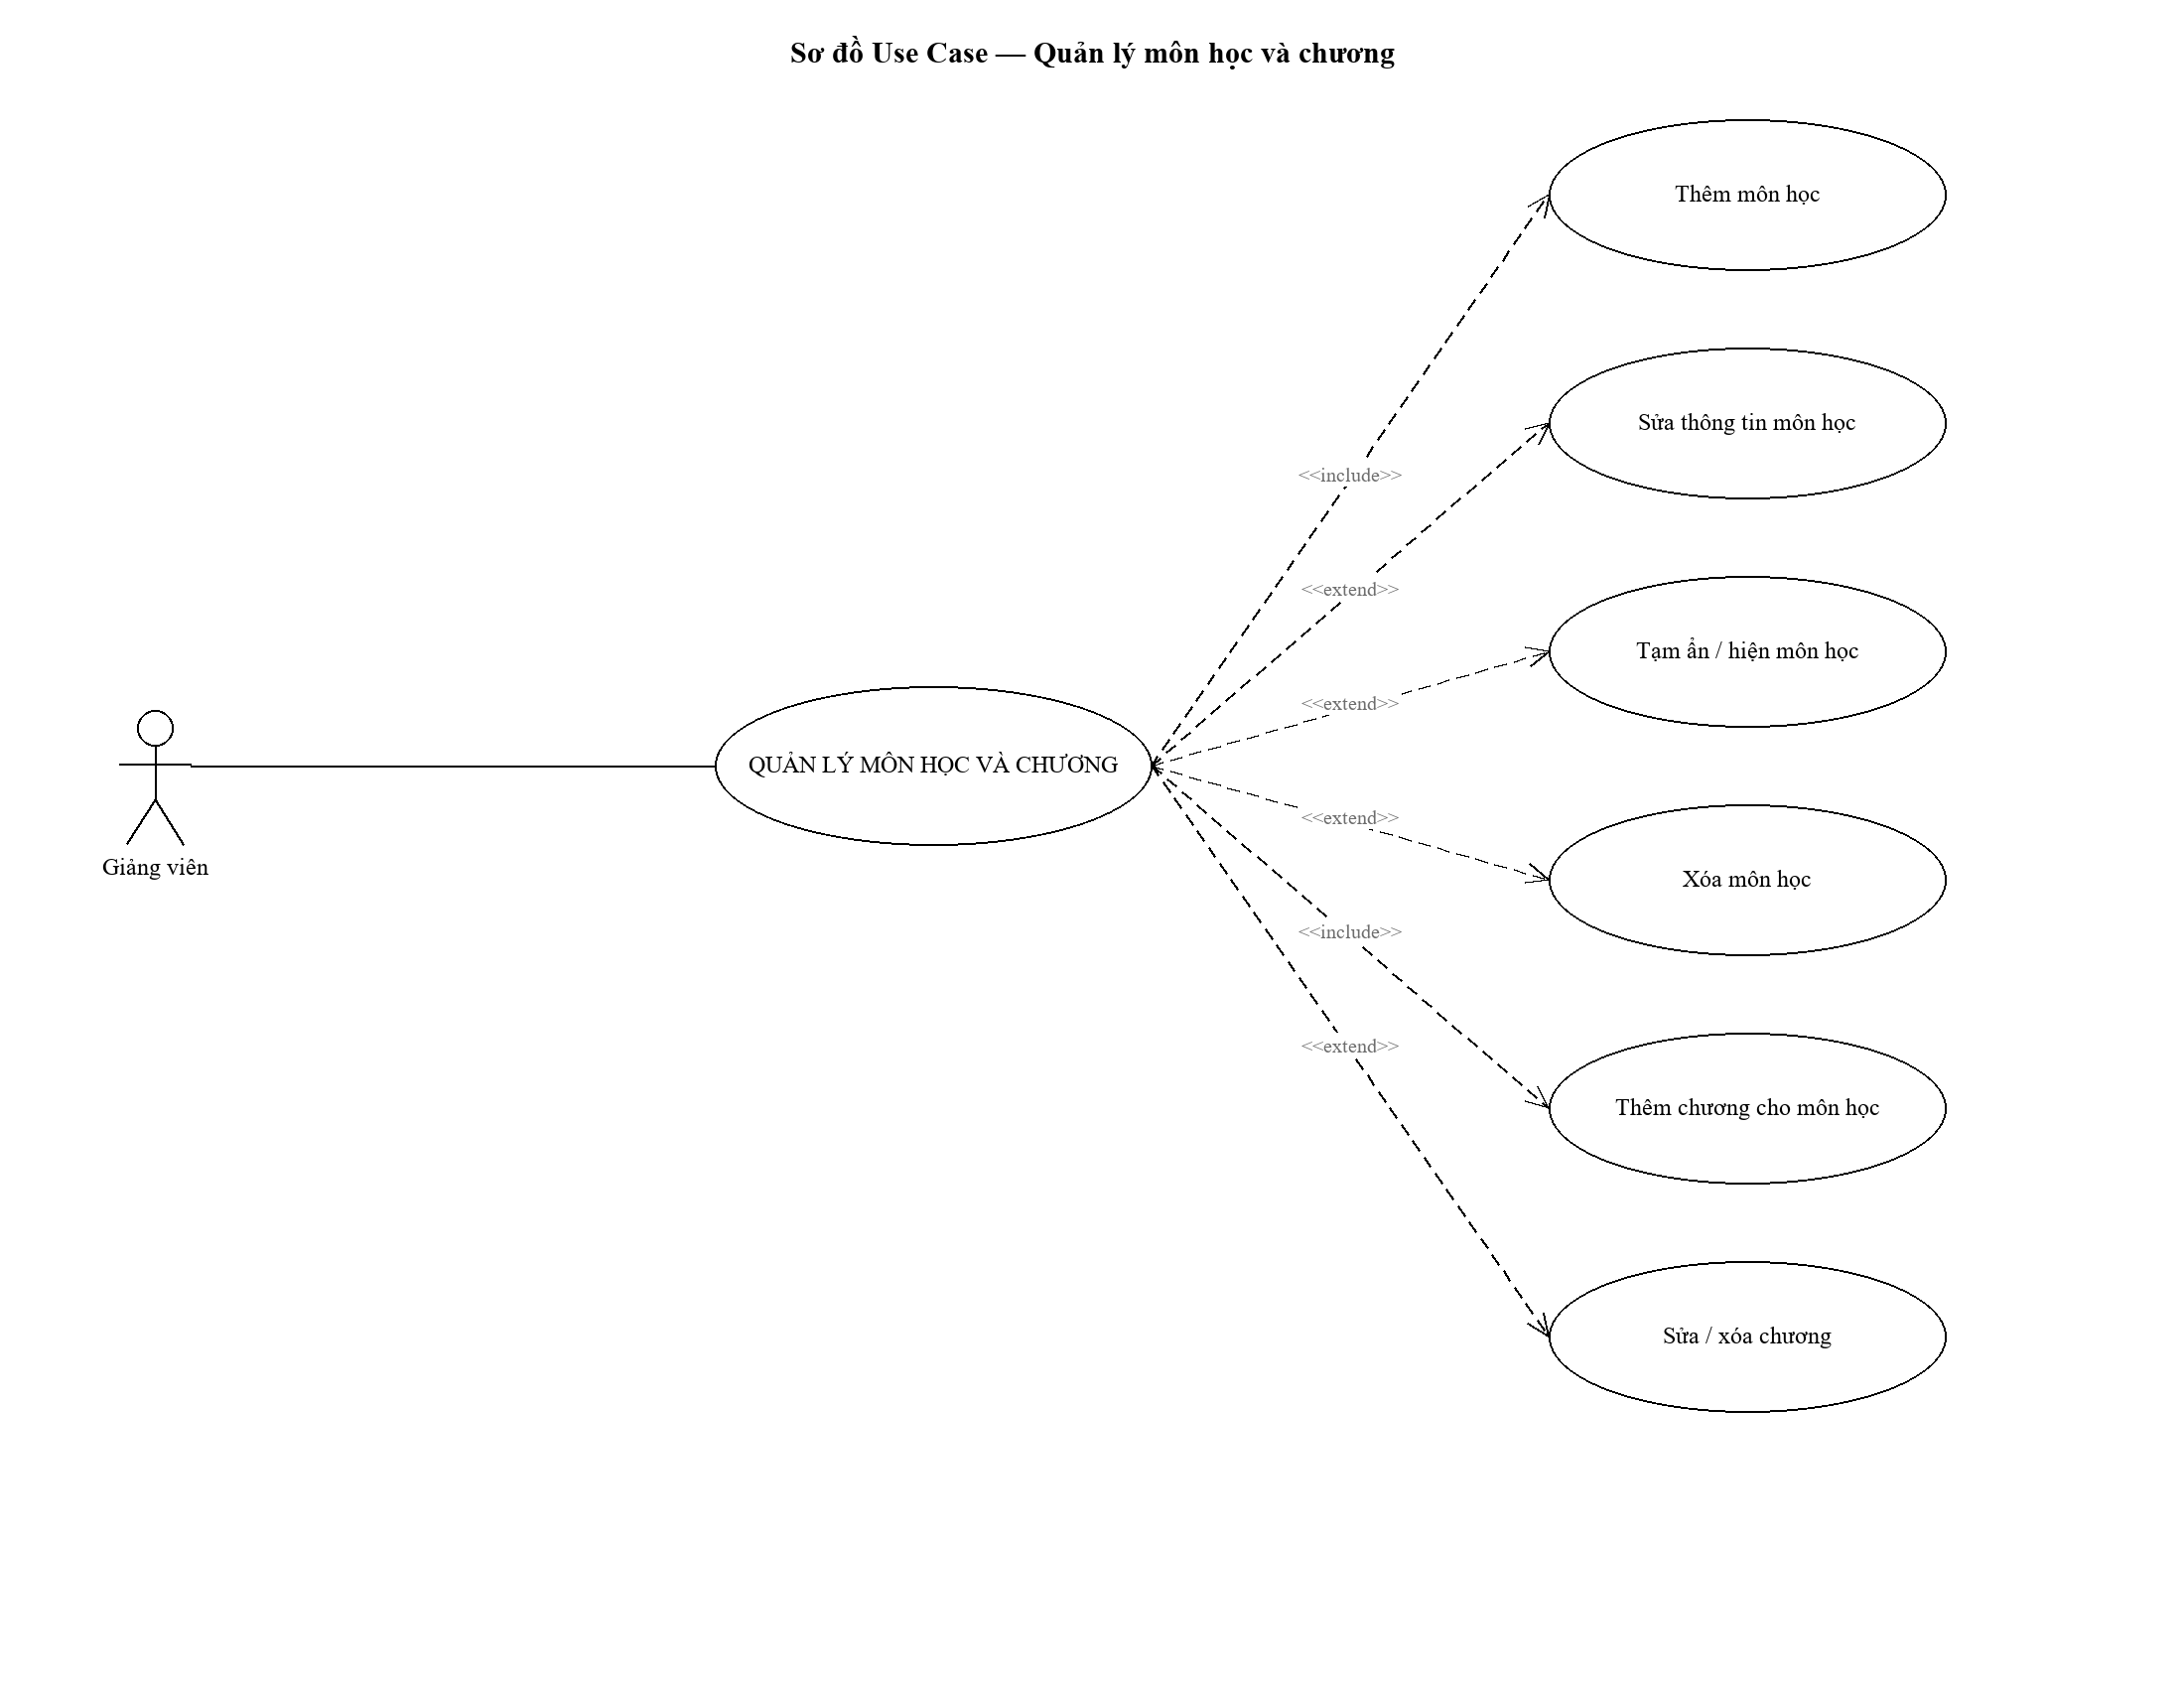 Sơ đồ Use Case — Quản lý môn học và chương
Thêm môn học
Sửa thông tin môn học
<<include>>
<<extend>>
Tạm ẩn / hiện môn học
<<extend>>
QUẢN LÝ MÔN HỌC VÀ CHƯƠNG
<<extend>>
Giảng viên
Xóa môn học
<<include>>
<<extend>>
Thêm chương cho môn học
Sửa / xóa chương